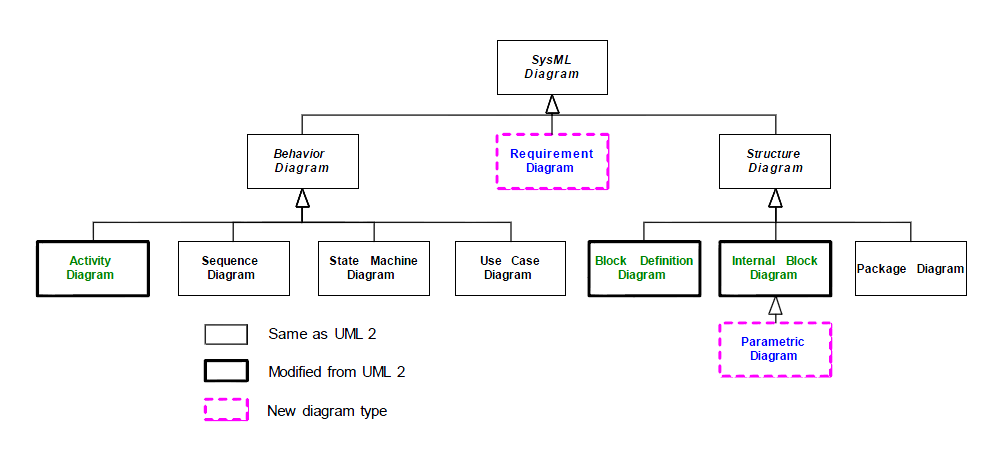 SysML
Diagram
Behavior
Diagram
Requirement
Diagram
Structure
Diagram
Activity
Diagram
Sequence
Diagram
State Machine
Diagram
Use Case
Diagram
Block Definition
Diagram
Internal Block
Diagram
Package Diagram
Parametric
Diagram
Same as UML 2
Modified from UML 2
New diagram type